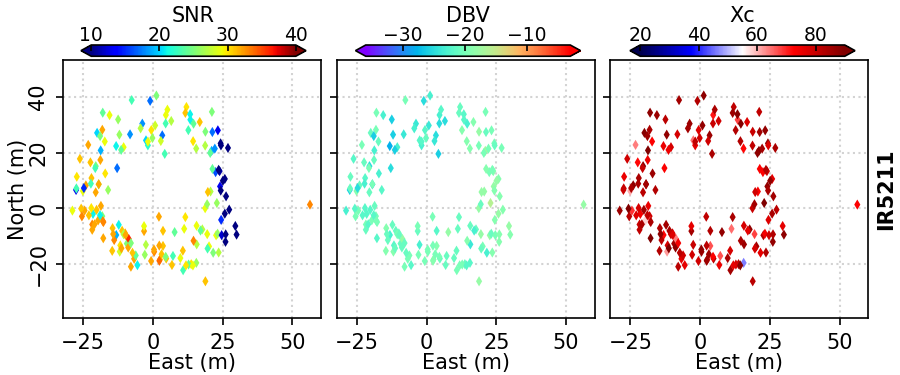 SNR DBV Xc
10 20 30 40 −30 −20 −10 20 40 60 80
40
20
0
−20
North (m)
IR5211
−25 0 25 50 −25 0 25 50 −25 0 25 50
East (m) East (m) East (m)